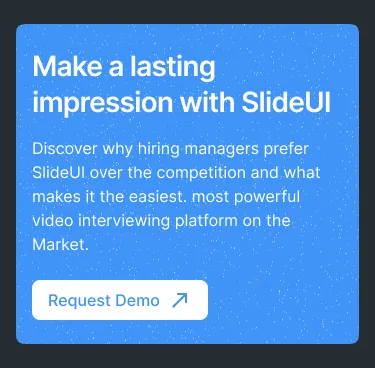 Make a lasting
impression with SlideUI
Discover why hiring managers prefer
SlideUI over the competition and what
makes it the easiest. most powerful
video interviewing platform on the
Market.
Request Demo